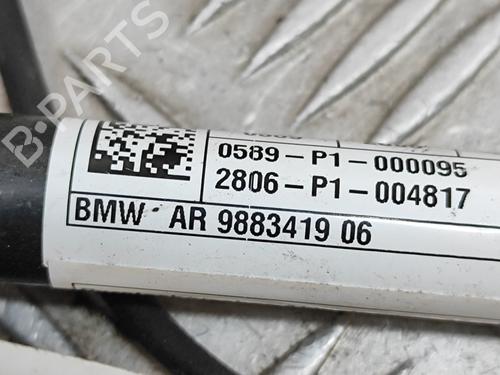 B-PARTS
0589-P1-000095
2806-P1-004817
BMW AR 9883419 06